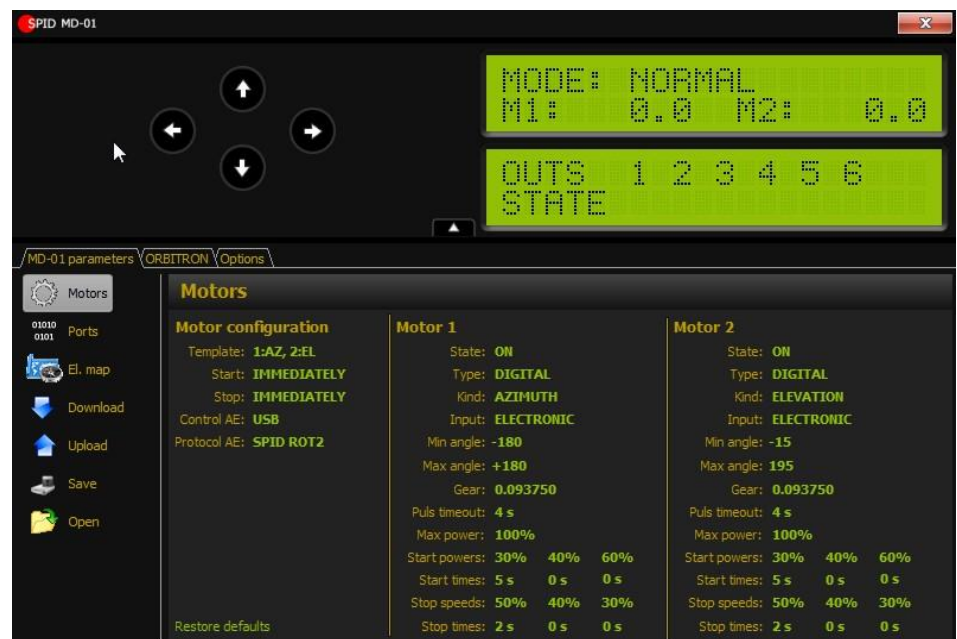 SPID MD-01
MODE: NORMAL
M1: 0.0 M2: 0.0
OUTS 1 2 3 4 5 6
STATE
MD-01 parameters ORBITRON Options
Motors
01010
0101
Ports
El. map
Download
Upload
Save
Open
Motors
Motor configuration
Template: 1:AZ, 2:EL
Start: IMMEDIATELY
Stop: IMMEDIATELY
Control AE: USB
Protocol AE: SPID ROT2
Restore defaults
Motor 1
State: ON
Type: DIGITAL
Kind: AZIMUTH
Input: ELECTRONIC
Min angle: -180
Max angle: +180
Gear: 0.093750
Puls timeout: 4 s
Max power: 100%
Start powers: 30% 40% 60%
Start times: 5 s 0 s 0 s
Stop speeds: 50% 40% 30%
Stop times: 2 s 0 s 0 s
Motor 2
State: ON
Type: DIGITAL
Kind: ELEVATION
Input: ELECTRONIC
Min angle: -15
Max angle: 195
Gear: 0.093750
Puls timeout: 4 s
Max power: 100%
Start powers: 30% 40% 60%
Start times: 5 s 0 s 0 s
Stop speeds: 50% 40% 30%
Stop times: 2 s 0 s 0 s